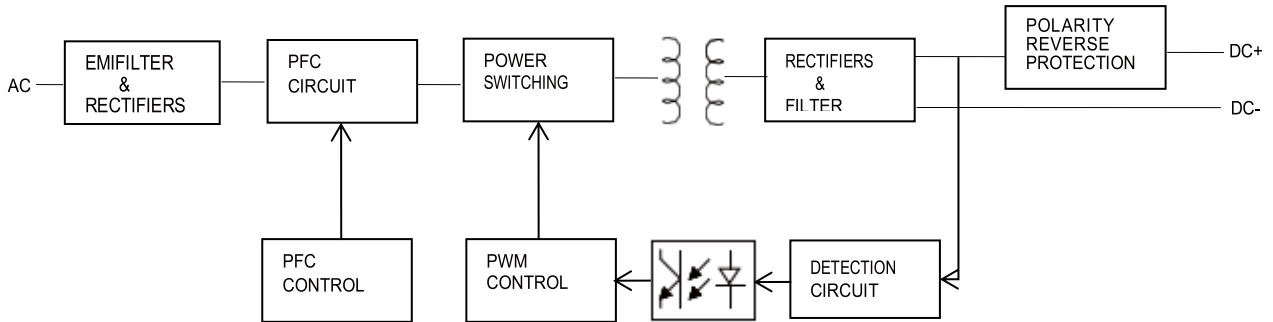 AC
EMIFILTER
&
RECTIFIERS
PFC
CIRCUIT
POWER
SWITCHING
RECTIFIERS
&
FILTER
POLARITY
REVERSE
PROTECTION
DC+
DC-
PFC
CONTROL
PWM
CONTROL
DETECTION
CIRCUIT